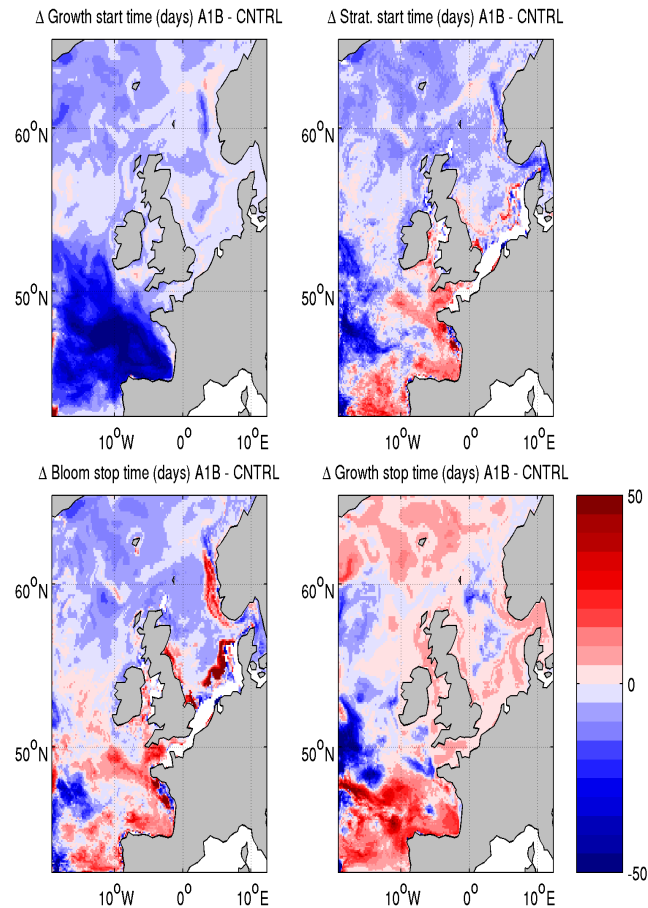 Δ Growth start time (days) A1B - CNTRL
Δ Strat. start time (days) A1B - CNTRL
60°N
60°N
50°N
50°N
10°W 0° 10°E
10°W 0° 10°E
Δ Bloom stop time (days) A1B - CNTRL
Δ Growth stop time (days) A1B - CNTRL
50
60°N
60°N
0
50°N
50°N
-50
10°W 0° 10°E
10°W 0° 10°E